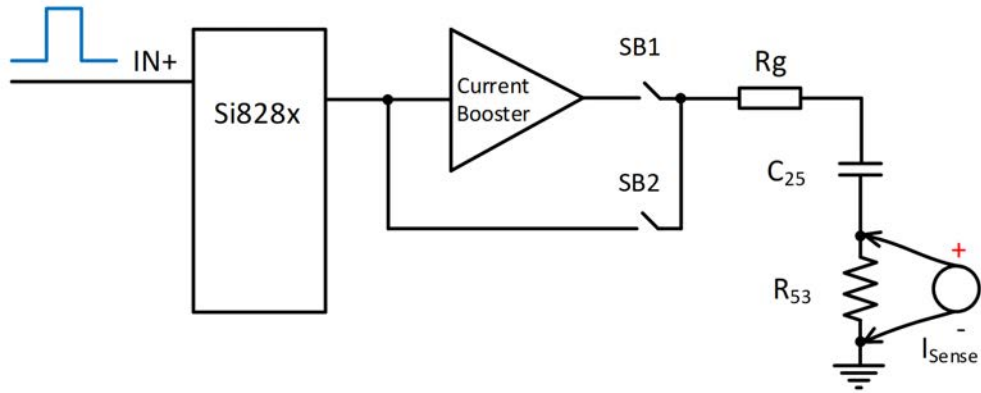 IN+
Si828x
Current
Booster
SB1
SB2
Rg
C25
R53
+
-
ISense